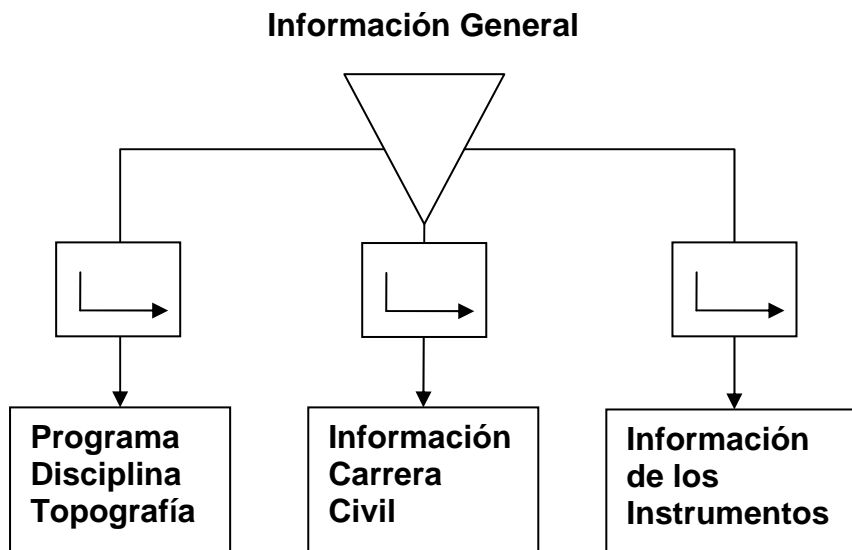 Información General
Programa
Disciplina
Topografía
Información
Carrera
Civil
Información
de los
Instrumentos